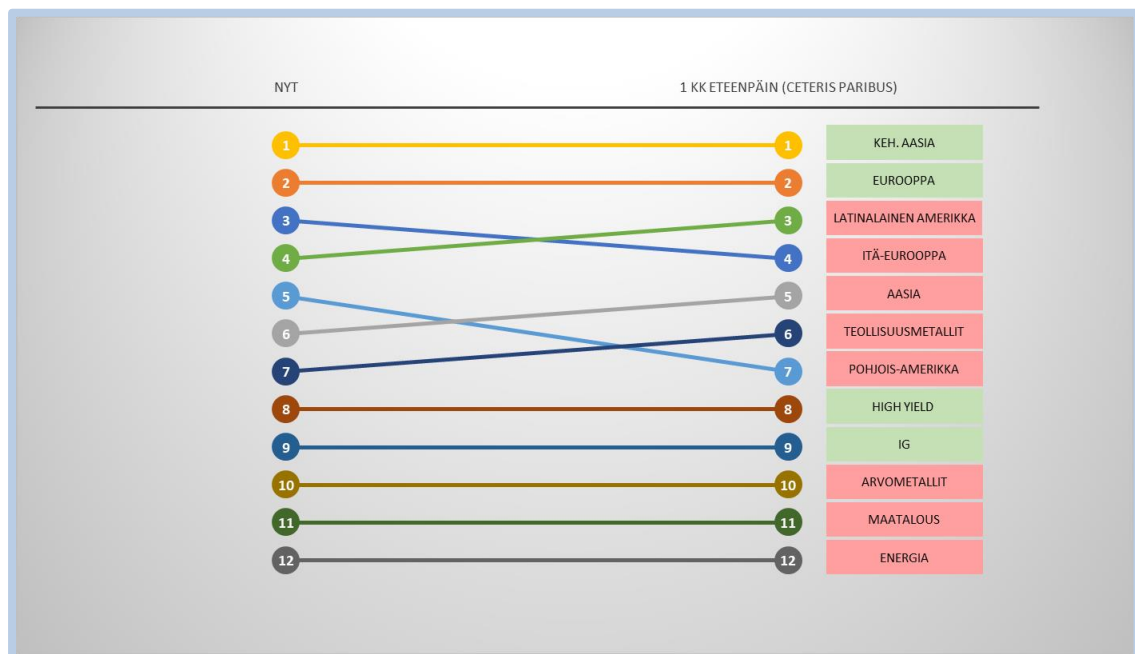 NYT 1 KK ETEENPÄIN (CETERIS PARIBUS)
1 1 KEH. AASIA
2 2 EUROOPPA
3 3 LATINALAINEN AMERIKKA
4 4 ITÄ-EUROOPPA
5 5 AASIA
6 6 TEOLLISUUSMETALLIT
7 7 POHJOIS-AMERIKKA
8 8 HIGH YIELD
9 9 IG
10 10 ARVOMETALLIT
11 11 MAATALOUS
12 12 ENERGIA